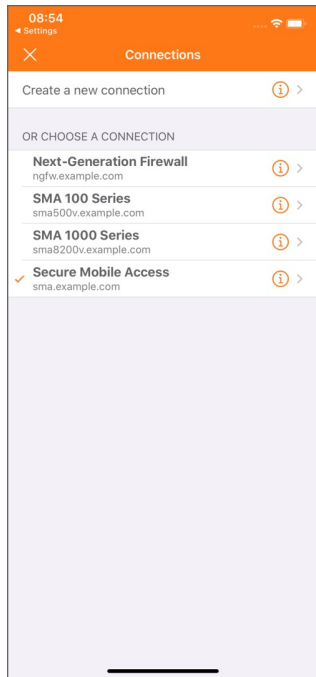 08:54
Settings
Connections
Create a new connection
OR CHOOSE A CONNECTION
Next-Generation Firewall
ngfw.example.com
SMA 100 Series
sma500v.example.com
SMA 1000 Series
sma8200v.example.com
Secure Mobile Access
sma.example.com